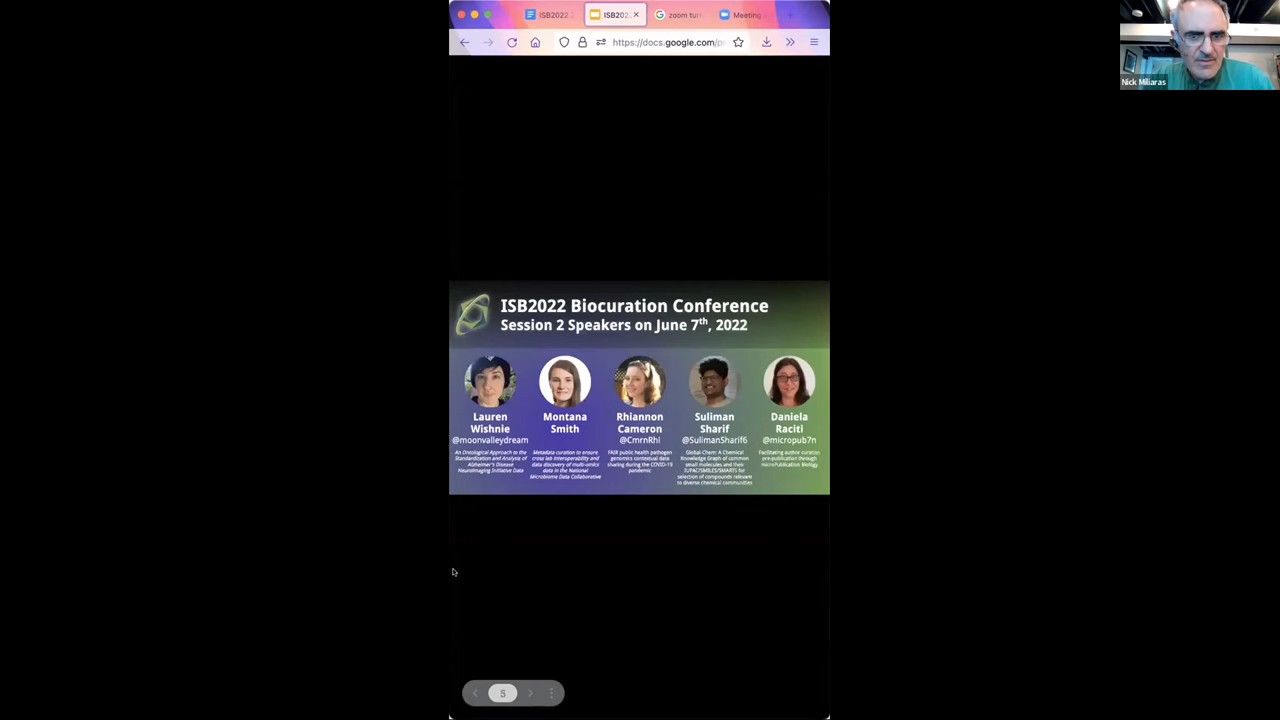 ISB2022
ISB202
zoom tut
Meeting
https://docs.google.com/p
Nick Miliaras
ISB2022 Biocuration Conference
Session 2 Speakers on June 7th, 2022
Lauren
Wishnie
@moonvalleydream
An Ontological Approach to the
Standardization and Analysis of
Alzheimer's Disease
Neuroimaging Initiative Data
Montana
Smith
Metadata curation to ensure
cross lab interoperability and
data discovery of multi-omics
data in the National
Microbiome Data Collaborative
Rhiannon
Cameron
@CmrnRhi
FAIR public health pathogen
genomics contextual data
sharing during the COVID-19
pandemic
Suliman
Sharif
@SulimanSharif6
Global-Chem: A Chemical
Knowledge Graph of common
small molecules and their
IUPAC/SMILES/SMARTS for
selection of compounds relevant
to diverse chemical communities
Daniela
Raciti
@micropub7n
Facilitating author curation
pre-publication through
microPublication Biology
5